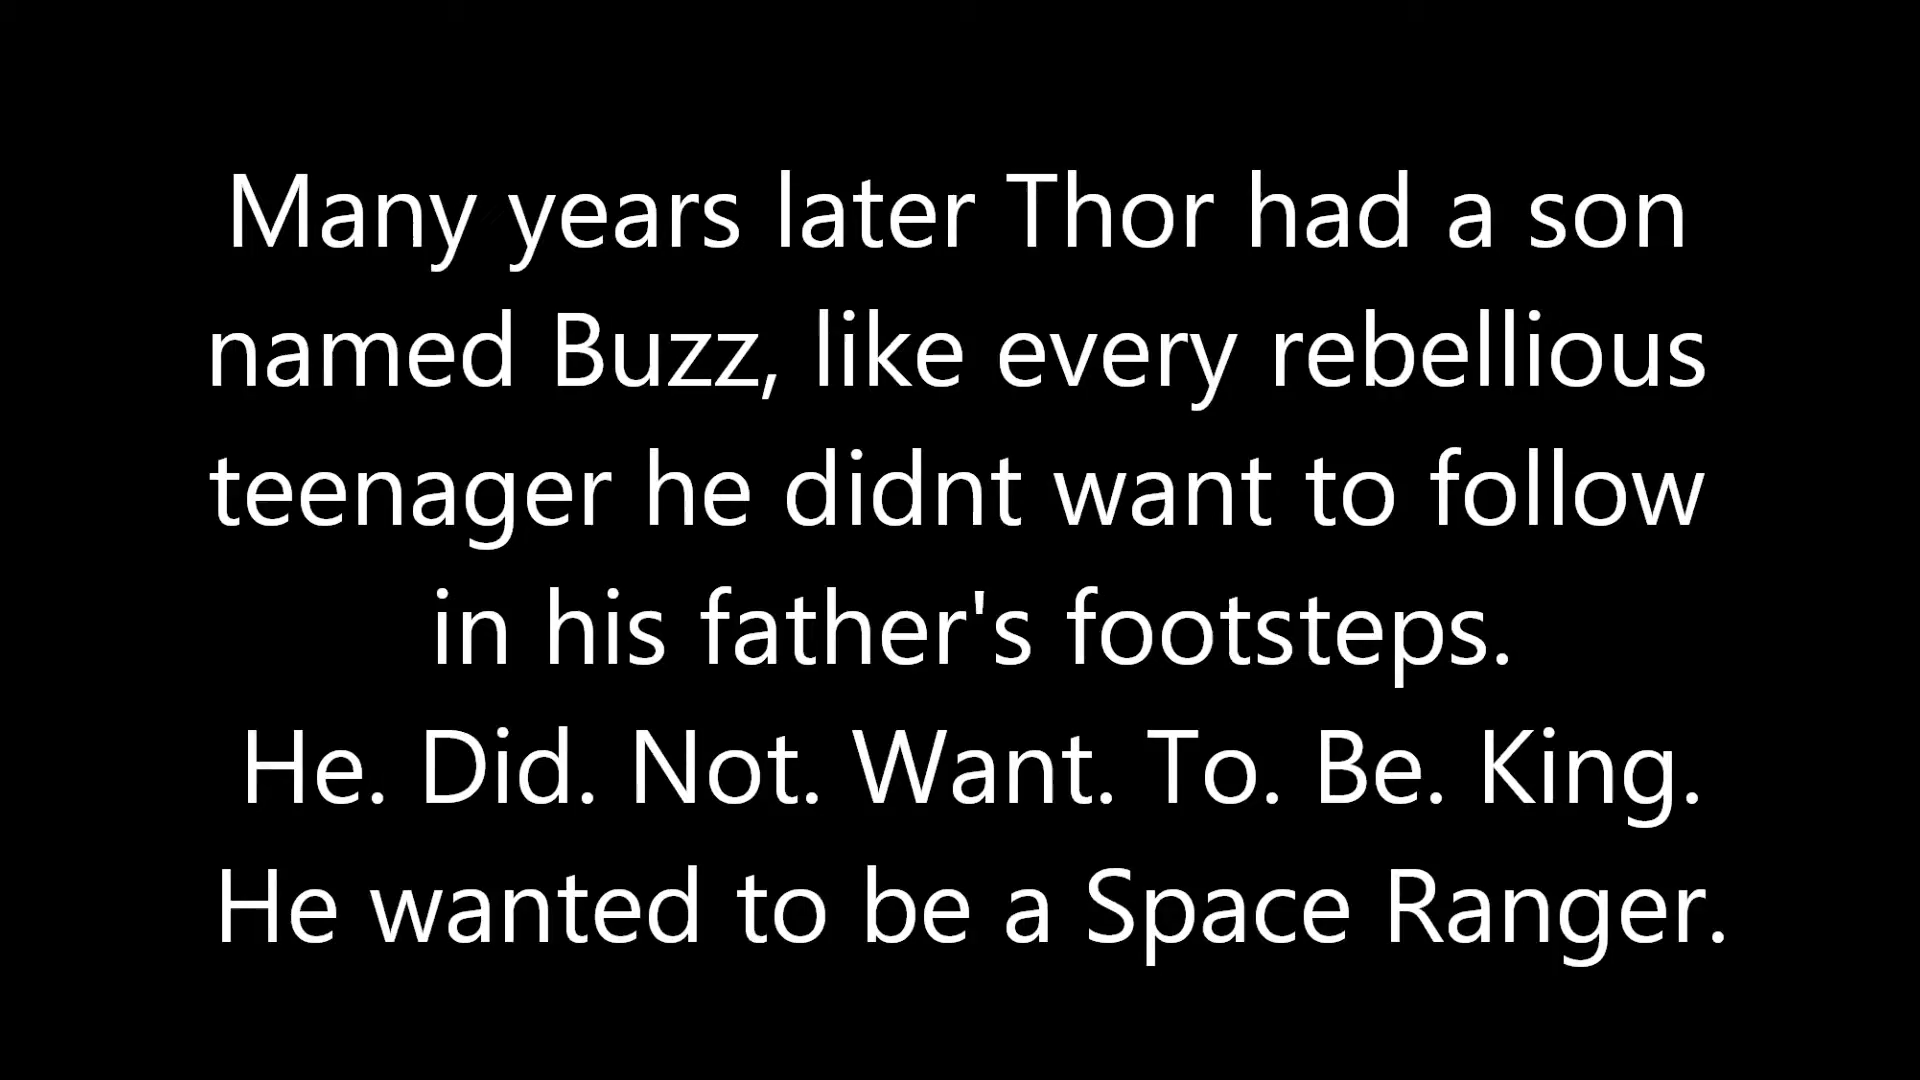 Many years later Thor had a son
named Buzz, like every rebellious
teenager he didnt want to follow
in his father's footsteps.
He. Did. Not. Want. To. Be. King.
He wanted to be a Space Ranger.